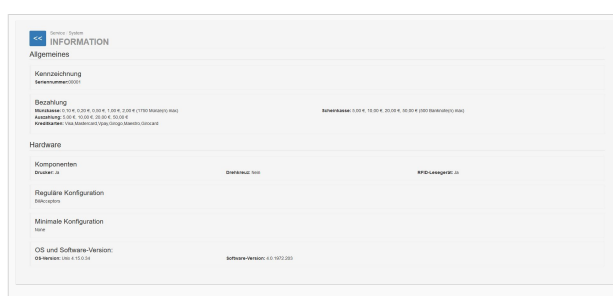 <<
Service : System
INFORMATION
Allgemeines
Kennzeichnung
Seriennummer:00001
Bezahlung
Münzkasse: 0,10 €, 0,20 €, 0,50 €, 1,00 €, 2,00 € (1700 Münze(n) max)
Scheinkasse: 5,00 €, 10,00 €, 20,00 €, 50,00 € (500 Banknote(n) max)
Auszahlung: 5,00 €, 10,00 €, 20,00 €, 50,00 €
Kreditkarten: Visa,Mastercard,Vpay,Girogo,Maestro,Girocard
Hardware
Komponenten
Drucker: Ja
Drehkreuz: Nein
RFID-Lesegerät: Ja
Reguläre Konfiguration
BillAcceptors
Minimale Konfiguration
None
OS und Software-Version:
OS-Version: Unix 4.15.0.54
Software-Version: 4.0.1972.203